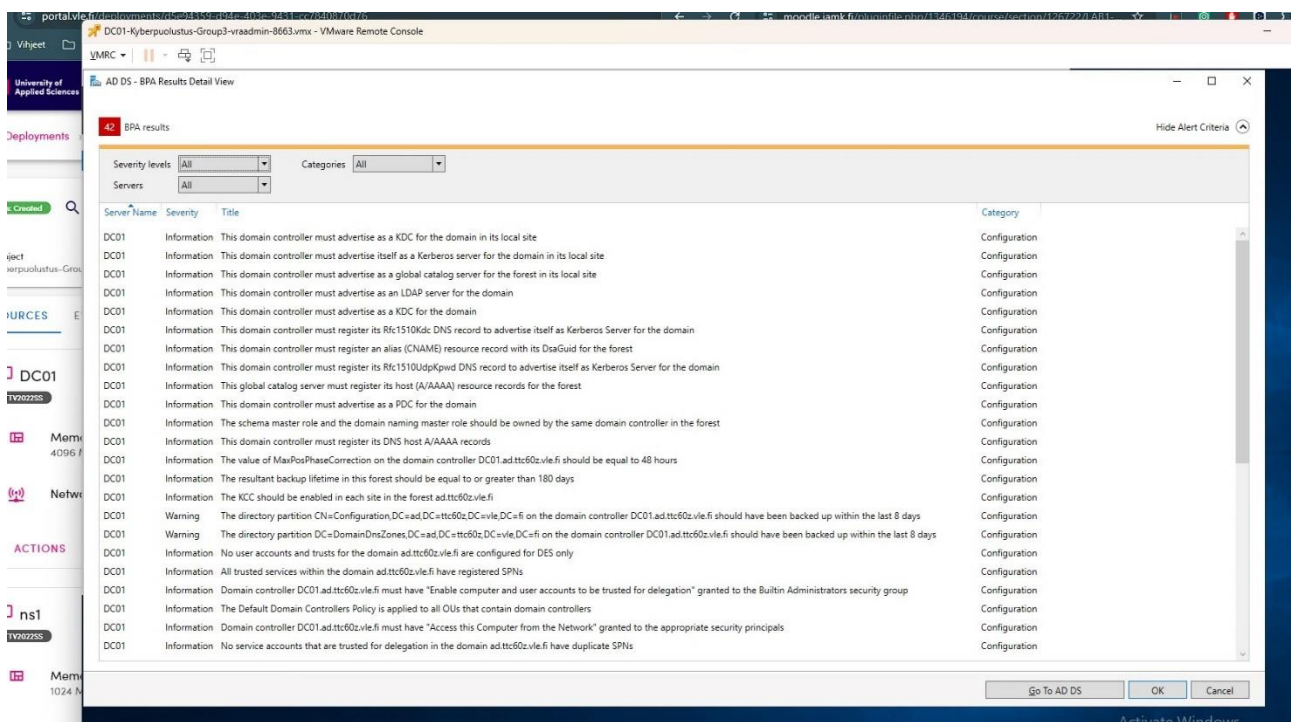 portal.vle.fi/deployments/d5e94359-d94e-403e-9431-cc7840870d76
moodle.jamk.fi/pluginfile.php/1346194/course/section/126722/LAB1-
Vihjeet
DC01-Kyberpuolustus-Group3-vraadmin-8663.vmx - VMware Remote Console
VMRC
University of
Applied Sciences
AD DS - BPA Results Detail View
Deployments
42 BPA results
Hide Alert Criteria
Severity levels All Categories All
Servers All
Created
Server Name Severity Title Category
DC01 Information This domain controller must advertise as a KDC for the domain in its local site Configuration
DC01 Information This domain controller must advertise itself as a Kerberos server for the domain in its local site Configuration
DC01 Information This domain controller must advertise as a global catalog server for the forest in its local site Configuration
DC01 Information This domain controller must advertise as an LDAP server for the domain Configuration
DC01 Information This domain controller must advertise as a KDC for the domain Configuration
DC01 Information This domain controller must register its Rfc1510Kdc DNS record to advertise itself as Kerberos Server for the domain Configuration
DC01 Information This domain controller must register an alias (CNAME) resource record with its DsaGuid for the forest Configuration
DC01 Information This domain controller must register its Rfc1510UdpKpwd DNS record to advertise itself as Kerberos Server for the domain Configuration
DC01 Information This global catalog server must register its host (A/AAAA) resource records for the forest Configuration
DC01 Information This domain controller must advertise as a PDC for the domain Configuration
DC01 Information The schema master role and the domain naming master role should be owned by the same domain controller in the forest Configuration
DC01 Information This domain controller must register its DNS host A/AAAA records Configuration
DC01 Information The value of MaxPosPhaseCorrection on the domain controller DC01.ad.ttc60z.vle.fi should be equal to 48 hours Configuration
DC01 Information The resultant backup lifetime in this forest should be equal to or greater than 180 days Configuration
DC01 Information The KCC should be enabled in each site in the forest ad.ttc60z.vle.fi Configuration
DC01 Warning The directory partition CN=Configuration,DC=ad,DC=ttc60z,DC=vle,DC=fi on the domain controller DC01.ad.ttc60z.vle.fi should have been backed up within the last 8 days Configuration
DC01 Warning The directory partition DC=DomainDnsZones,DC=ad,DC=ttc60z,DC=vle,DC=fi on the domain controller DC01.ad.ttc60z.vle.fi should have been backed up within the last 8 days Configuration
DC01 Information No user accounts and trusts for the domain ad.ttc60z.vle.fi are configured for DES only Configuration
DC01 Information All trusted services within the domain ad.ttc60z.vle.fi have registered SPNs Configuration
DC01 Information Domain controller DC01.ad.ttc60z.vle.fi must have "Enable computer and user accounts to be trusted for delegation" granted to the Builtin Administrators security group Configuration
DC01 Information The Default Domain Controllers Policy is applied to all OUs that contain domain controllers Configuration
DC01 Information Domain controller DC01.ad.ttc60z.vle.fi must have "Access this Computer from the Network" granted to the appropriate security principals Configuration
DC01 Information No service accounts that are trusted for delegation in the domain ad.ttc60z.vle.fi have duplicate SPNs Configuration
DC01
TTV2022SS
4096
ACTIONS
ns1
TTV2022SS
1024
Go To AD DS OK Cancel
Activate Windows